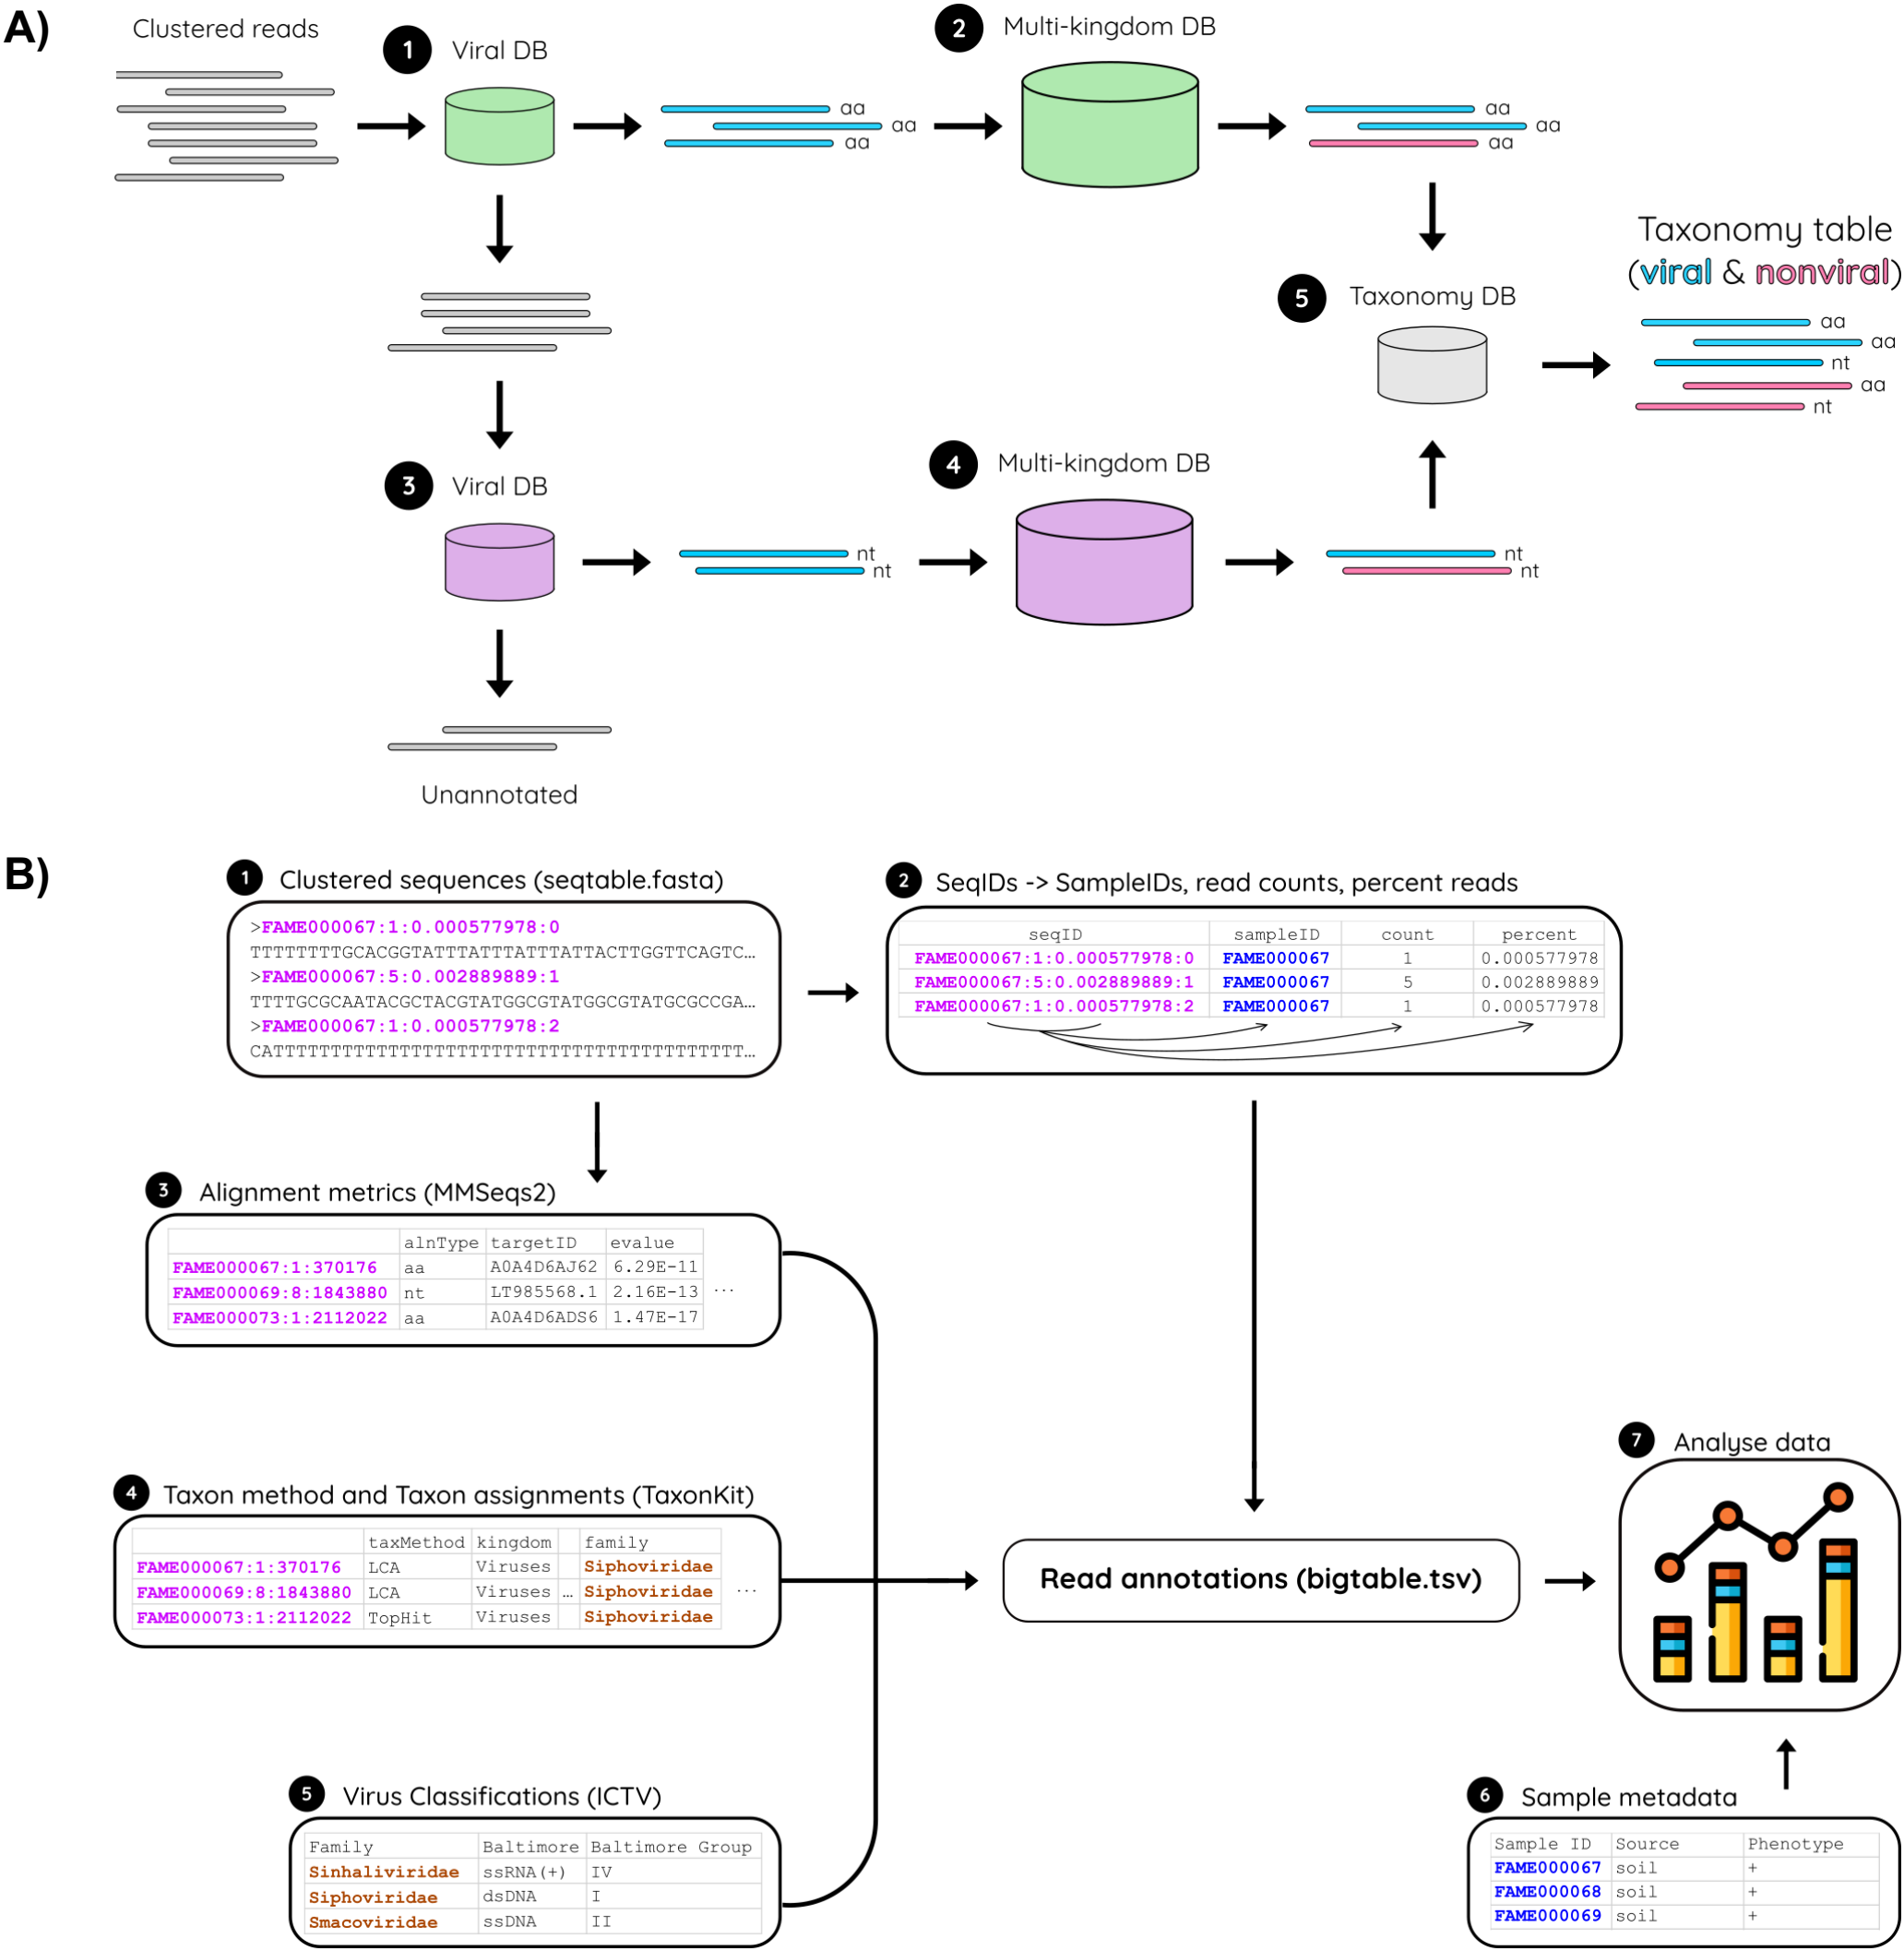 A)
Clustered reads
1 Viral DB
2 Multi-kingdom DB
aa
aa
aa
aa
aa
aa
Taxonomy table
(viral & nonviral)
5 Taxonomy DB
aa
aa
nt
aa
nt
3 Viral DB
4 Multi-kingdom DB
nt
nt
nt
nt
Unannotated
B)
1 Clustered sequences (seqtable.fasta)
>FAME000067:1:0.000577978:0
TTTTTTTTGCACGGTATTTATTTATTTATTACTTGGTTCAGTC…
>FAME000067:5:0.002889889:1
TTTTGCGCAATACGCTACGTATGGCGTATGGCGTATGCGCCGA…
>FAME000067:1:0.000577978:2
CATTTTTTTTTTTTTTTTTTTTTTTTTTTTTTTTTTTTTTTTT…
2 SeqIDs -> SampleIDs, read counts, percent reads
seqID sampleID count percent
FAME000067:1:0.000577978:0 FAME000067 1 0.000577978
FAME000067:5:0.002889889:1 FAME000067 5 0.002889889
FAME000067:1:0.000577978:2 FAME000067 1 0.000577978
3 Alignment metrics (MMSeqs2)
alnType targetID evalue
FAME000067:1:370176 aa A0A4D6AJ62 6.29E-11
FAME000069:8:1843880 nt LT985568.1 2.16E-13 ...
FAME000073:1:2112022 aa A0A4D6ADS6 1.47E-17
4 Taxon method and Taxon assignments (TaxonKit)
taxMethod kingdom family
FAME000067:1:370176 LCA Viruses Siphoviridae
FAME000069:8:1843880 LCA Viruses … Siphoviridae ...
FAME000073:1:2112022 TopHit Viruses Siphoviridae
Read annotations (bigtable.tsv)
7 Analyse data
5 Virus Classifications (ICTV)
Family Baltimore Baltimore Group
Sinhaliviridae ssRNA(+) IV
Siphoviridae dsDNA I
Smacoviridae ssDNA II
6 Sample metadata
Sample ID Source Phenotype
FAME000067 soil +
FAME000068 soil +
FAME000069 soil +